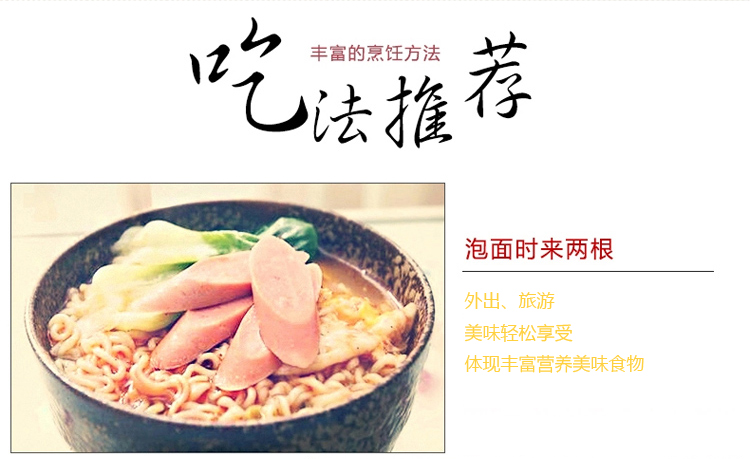 吃法推荐
丰富的烹饪方法
泡面时来两根
外出、旅游
美味轻松享受
体现丰富营养美味食物